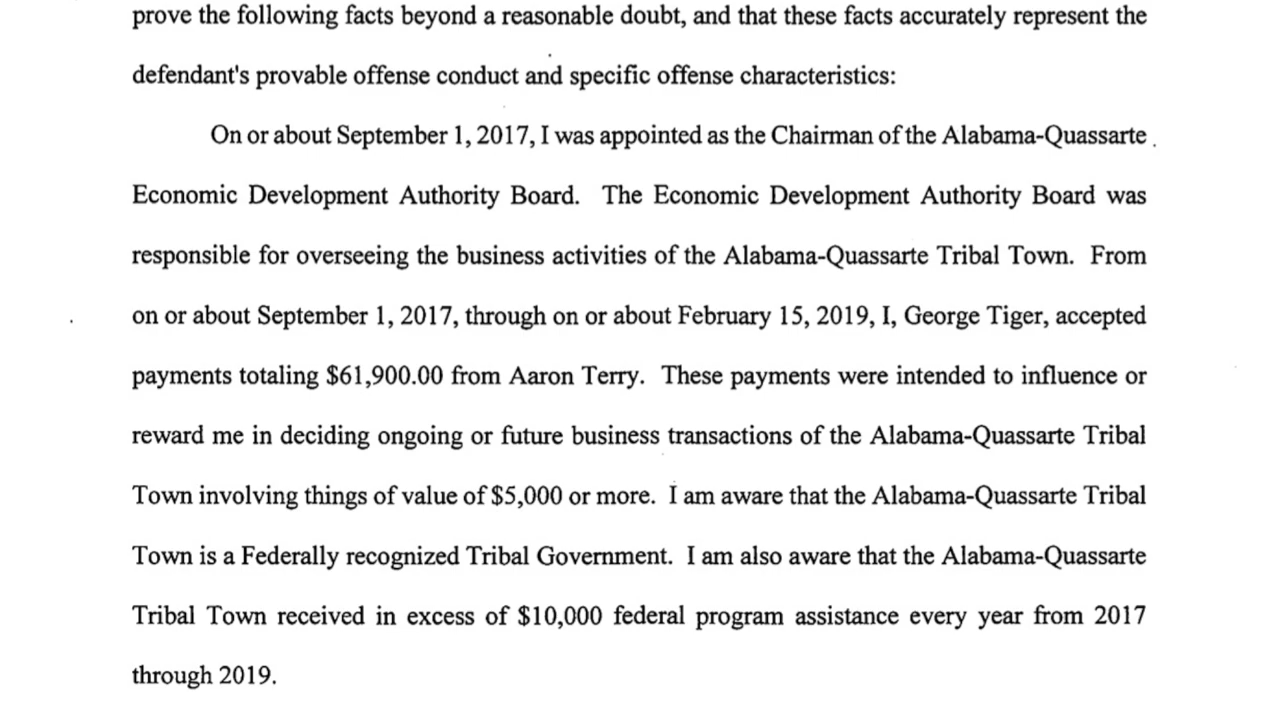 prove the following facts beyond a reasonable doubt, and that these facts accurately represent the
defendant's provable offense conduct and specific offense characteristics:
On or about September 1, 2017, I was appointed as the Chairman of the Alabama-Quassarte
Economic Development Authority Board. The Economic Development Authority Board was
responsible for overseeing the business activities of the Alabama-Quassarte Tribal Town. From
on or about September 1, 2017, through on or about February 15, 2019, I, George Tiger, accepted
payments totaling $61,900.00 from Aaron Terry. These payments were intended to influence or
reward me in deciding ongoing or future business transactions of the Alabama-Quassarte Tribal
Town involving things of value of $5,000 or more. I am aware that the Alabama-Quassarte Tribal
Town is a Federally recognized Tribal Government. I am also aware that the Alabama-Quassarte
Tribal Town received in excess of $10,000 federal program assistance every year from 2017
through 2019.